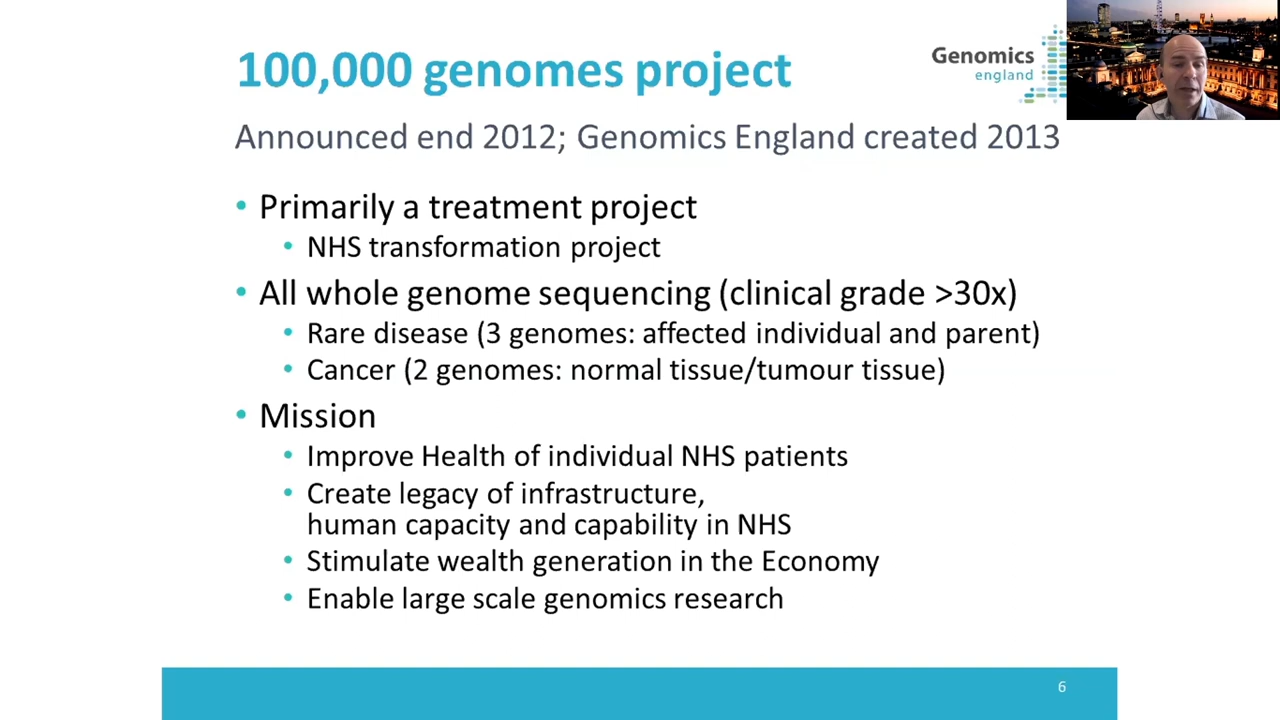 100,000 genomes project
Genomics
england
Announced end 2012; Genomics England created 2013
• Primarily a treatment project
• NHS transformation project
• All whole genome sequencing (clinical grade >30x)
• Rare disease (3 genomes: affected individual and parent)
• Cancer (2 genomes: normal tissue/tumour tissue)
• Mission
• Improve Health of individual NHS patients
• Create legacy of infrastructure,
human capacity and capability in NHS
• Stimulate wealth generation in the Economy
• Enable large scale genomics research
6